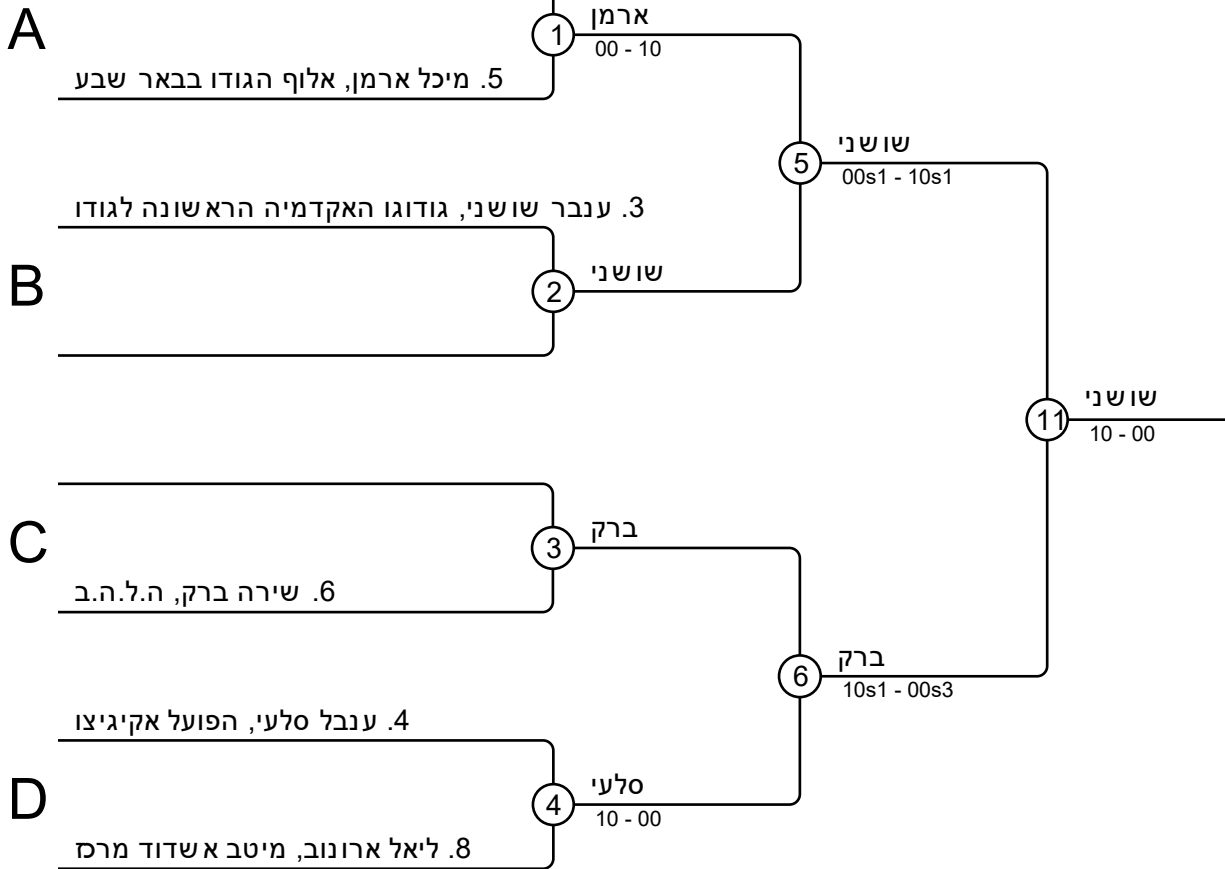 A
1
ארמן
00 - 10
5. מיכל ארמן, אלוף הגודו בבאר שבע
5
שושני
00s1 - 10s1
3. ענבר שושני, גודוגו האקדמיה הראשונה לגודו
B
2
שושני
11
שושני
10 - 00
C
3
ברק
6. שירה ברק, ה.ל.ה.ב
6
ברק
10s1 - 00s3
4. ענבל סלעי, הפועל אקיגיצו
D
4
סלעי
10 - 00
8. ליאל ארונוב, מיטב אשדוד מרכז